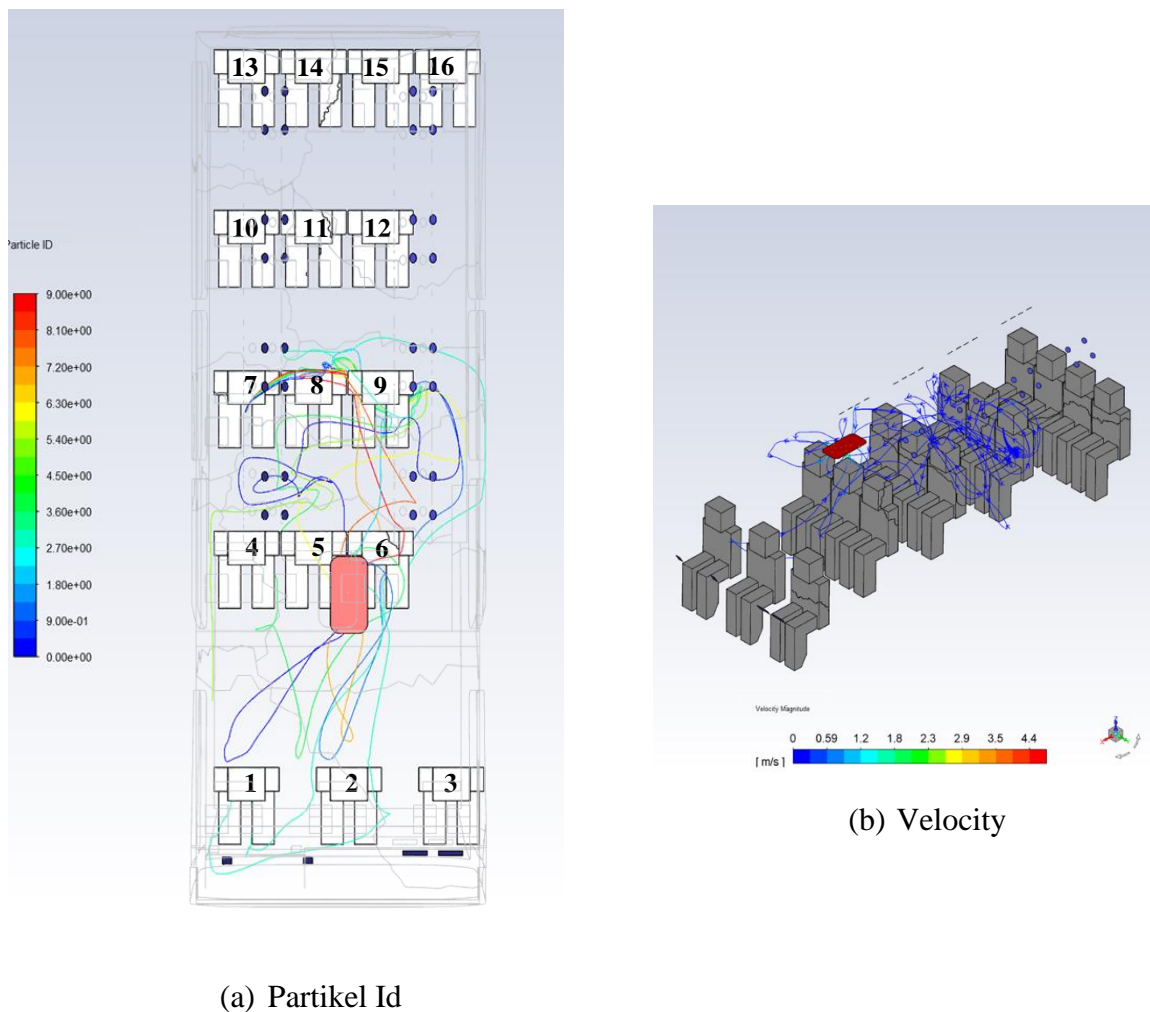 13 14 15 16
10 11 12
article ID
9.00e+00
8.10e+00
7.20e+00
6.30e+00
5.40e+00
4.50e+00
3.60e+00
2.70e+00
1.80e+00
9.00e-01
0.00e+00
7 8 9
4 5 6
1 2 3
(a) Partikel Id
Velocity Magnitude
0 0.59 1.2 1.8 2.3 2.9 3.5 4.4
[ m/s ]
(b) Velocity